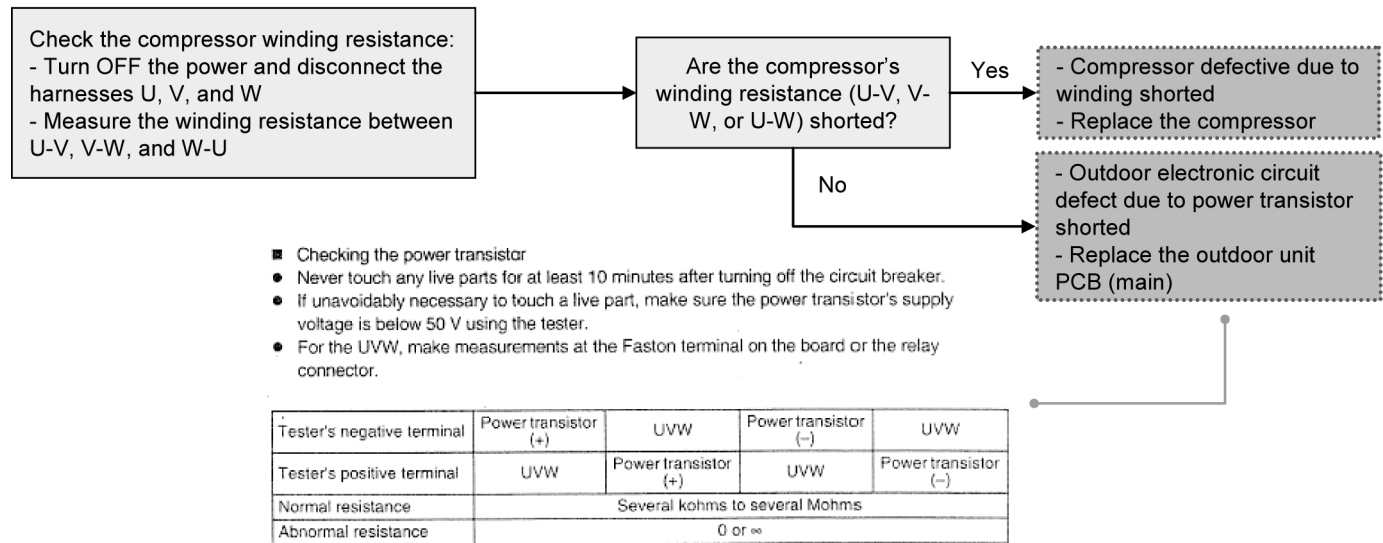 Check the compressor winding resistance:
- Turn OFF the power and disconnect the
harnesses U, V, and W
- Measure the winding resistance between
U-V, V-W, and W-U
Are the compressor's
winding resistance (U-V, V-
W, or U-W) shorted?
Yes
- Compressor defective due to
winding shorted
- Replace the compressor
No
- Outdoor electronic circuit
defect due to power transistor
shorted
- Replace the outdoor unit
PCB (main)
■ Checking the power transistor
● Never touch any live parts for at least 10 minutes after turning off the circuit breaker.
● If unavoidably necessary to touch a live part, make sure the power transistor's supply
voltage is below 50 V using the tester.
● For the UVW, make measurements at the Faston terminal on the board or the relay
connector.
Tester's negative terminal Power transistor (+) UVW Power transistor (–) UVW
Tester's positive terminal UVW Power transistor (+) UVW Power transistor (–)
Normal resistance Several kohms to several Mohms
Abnormal resistance 0 or ∞